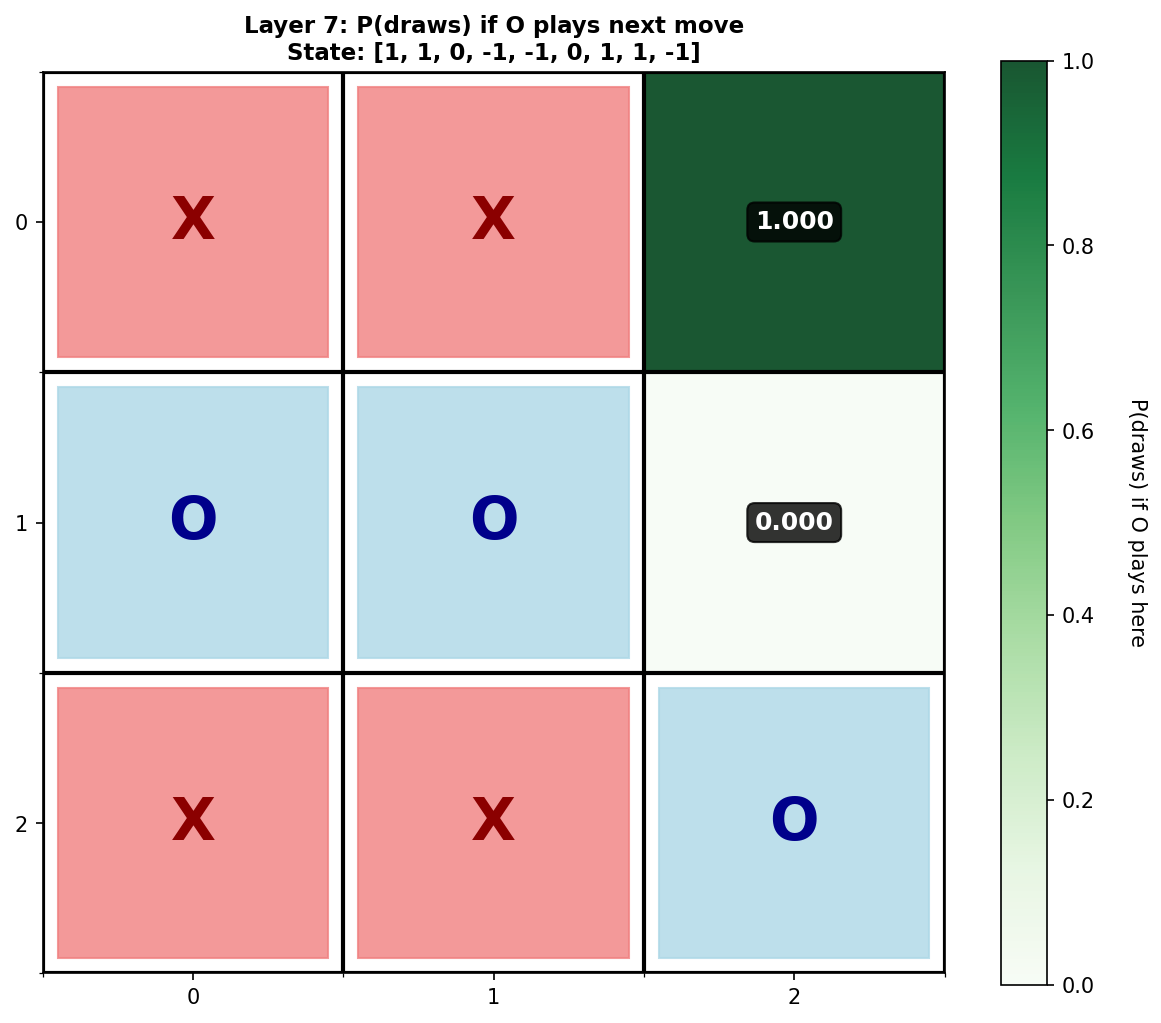 Layer 7: P(draws) if O plays next move
State: [1, 1, 0, -1, -1, 0, 1, 1, -1]
0
X
X
1.000
1
O
O
0.000
2
X
X
O
0
1
2
1.0
0.8
0.6
0.4
0.2
0.0
P(draws) if O plays here